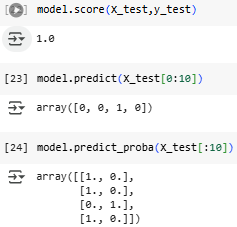 model.score(X_test,y_test)
1.0
[23] model.predict(X_test[0:10])
array([0, 0, 1, 0])
[24] model.predict_proba(X_test[:10])
array([[1., 0.],
[1., 0.],
[0., 1.],
[1., 0.]])